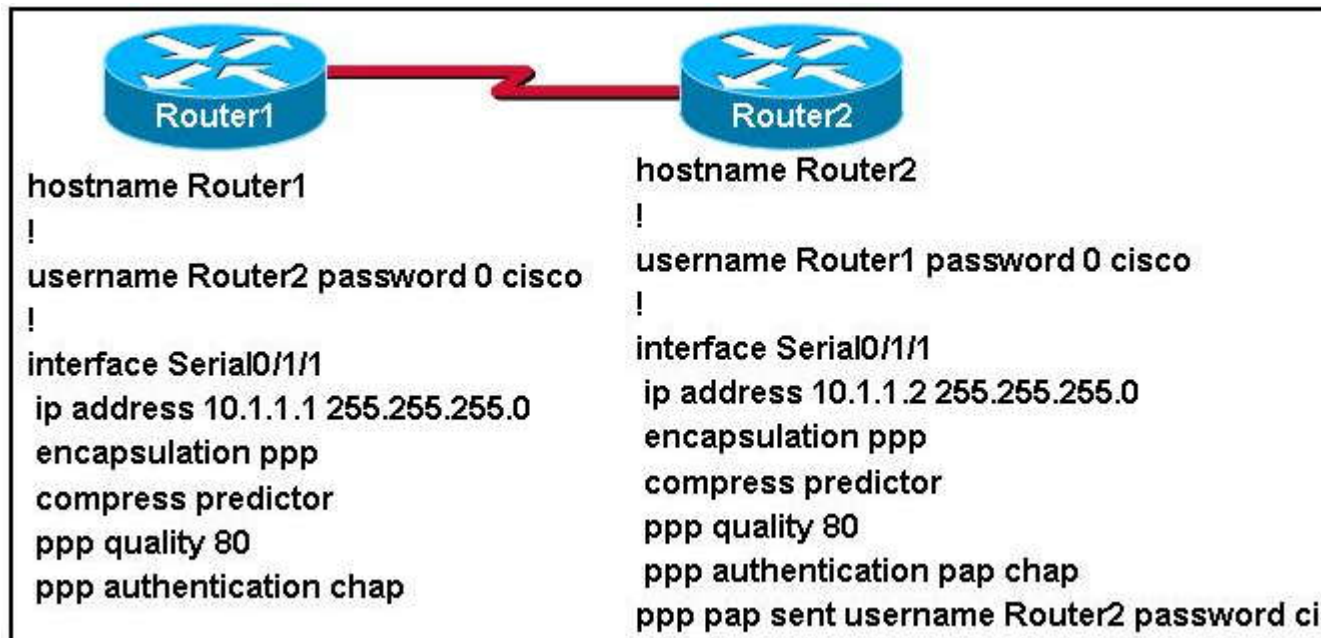 Router1
Router2
hostname Router1
!
username Router2 password 0 cisco
!
interface Serial0/1/1
ip address 10.1.1.1 255.255.255.0
encapsulation ppp
compress predictor
ppp quality 80
ppp authentication chap
hostname Router2
!
username Router1 password 0 cisco
!
interface Serial0/1/1
ip address 10.1.1.2 255.255.255.0
encapsulation ppp
compress predictor
ppp quality 80
ppp authentication pap chap
ppp pap sent username Router2 password ci